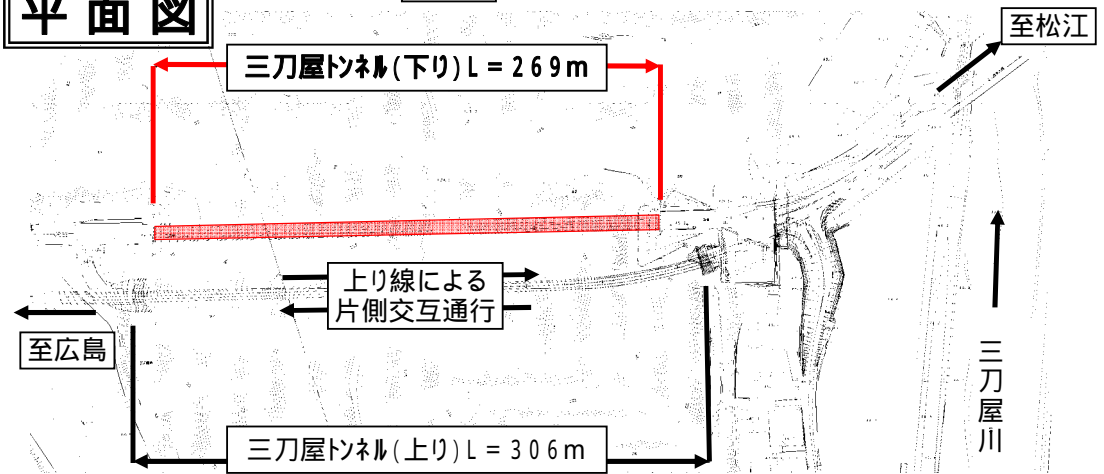 平面図
至松江
三刀屋トンネル(下り)L=269m
上り線による
片側交互通行
至広島
三刀屋川
三刀屋トンネル(上り)L=306m